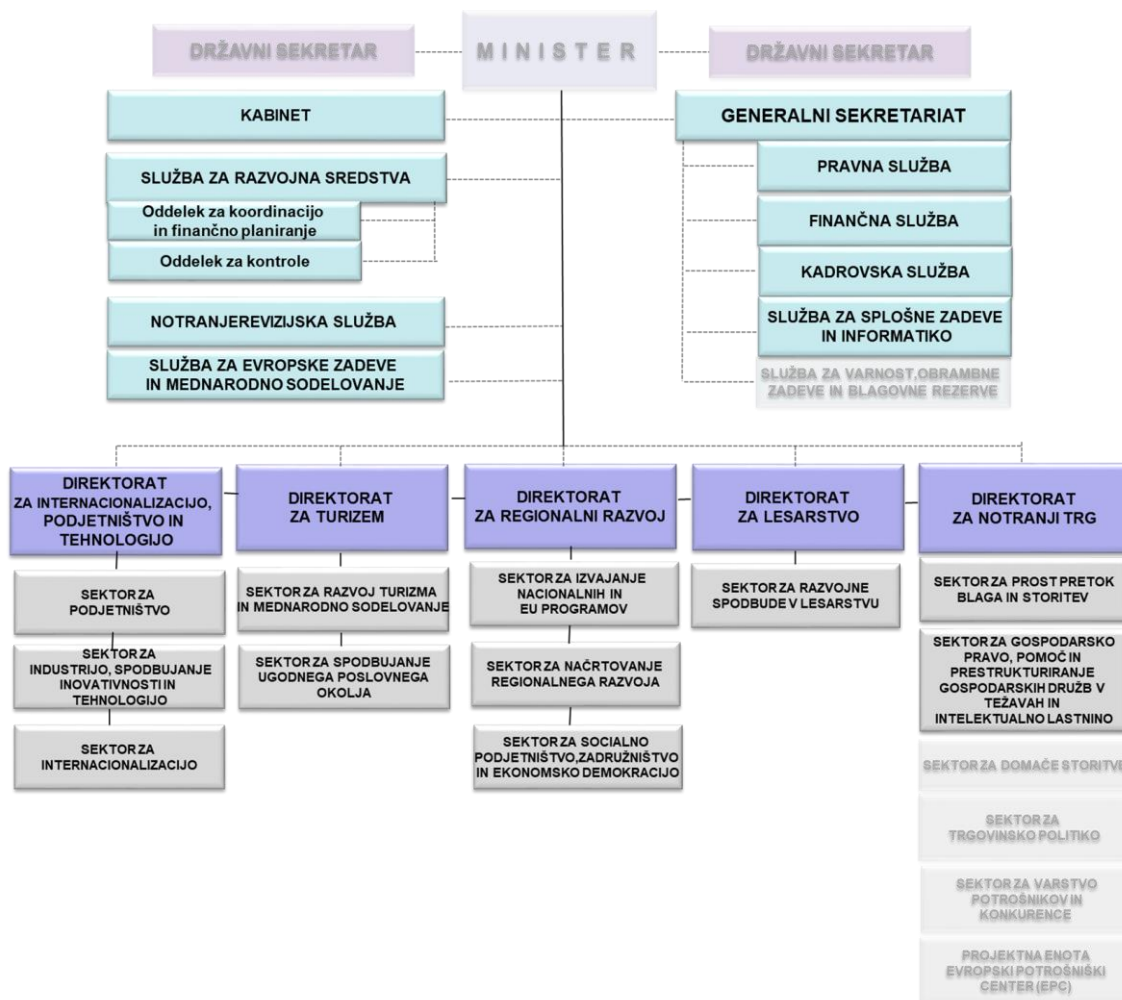 DRŽAVNI SEKRETAR
MINISTER
DRŽAVNI SEKRETAR
KABINET
GENERALNI SEKRETARIAT
SLUŽBA ZA RAZVOJNA SREDSTVA
Oddelek za koordinacijo
in finančno planiranje
Oddelek za kontrole
NOTRANJEREVIZIJSKA SLUŽBA
SLUŽBA ZA EVROPSKE ZADEVE
IN MEDNARODNO SODELOVANJE
PRAVNA SLUŽBA
FINANČNA SLUŽBA
KADROVSKA SLUŽBA
SLUŽBA ZA SPLOŠNE ZADEVE
IN INFORMATIKO
SLUŽBA ZA VARNOST,OBRAMBNE
ZADEVE IN BLAGOVNE REZERVE
DIREKTORAT
ZA INTERNACIONALIZACIJO,
PODJETNIŠTVO IN
TEHNOLOGIJO
SEKTOR ZA
PODJETNIŠTVO
SEKTOR ZA
INDUSTRIJO, SPODBUJANJE
INOVATIVNOSTI IN
TEHNOLOGIJO
SEKTOR ZA
INTERNACIONALIZACIJO
DIREKTORAT
ZA TURIZEM
SEKTOR ZA RAZVOJ TURIZMA
IN MEDNARODNO SODELOVANJE
SEKTOR ZA SPODBUJANJE
UGODNEGA POSLOVNEGA
OKOLJA
DIREKTORAT
ZA REGIONALNI RAZVOJ
SEKTOR ZA IZVAJANJE
NACIONALNIH IN
EU PROGRAMOV
SEKTOR ZA NAČRTOVANJE
REGIONALNEGA RAZVOJA
SEKTOR ZA SOCIALNO
PODJETNIŠTVO,ZADRUŽNIŠTVO
IN EKONOMSKO DEMOKRACIJO
DIREKTORAT
ZA LESARSTVO
SEKTOR ZA RAZVOJNE
SPODBUDE V LESARSTVU
DIREKTORAT
ZA NOTRANJI TRG
SEKTOR ZA PROST PRETOK
BLAGA IN STORITEV
SEKTOR ZA GOSPODARSKO
PRAVO, POMOČ IN
PRESTRUKTURIRANJE
GOSPODARSKIH DRUŽB V
TEŽAVAH IN
INTELEKTUALNO LASTNINO
SEKTOR ZA DOMAČE STORITVE
SEKTOR ZA
TRGOVINSKO POLITIKO
SEKTOR ZA VARSTVO
POTROŠNIKOV IN
KONKURENCE
PROJEKTNA ENOTA
EVROPSKI POTROŠNIŠKI
CENTER (EPC)